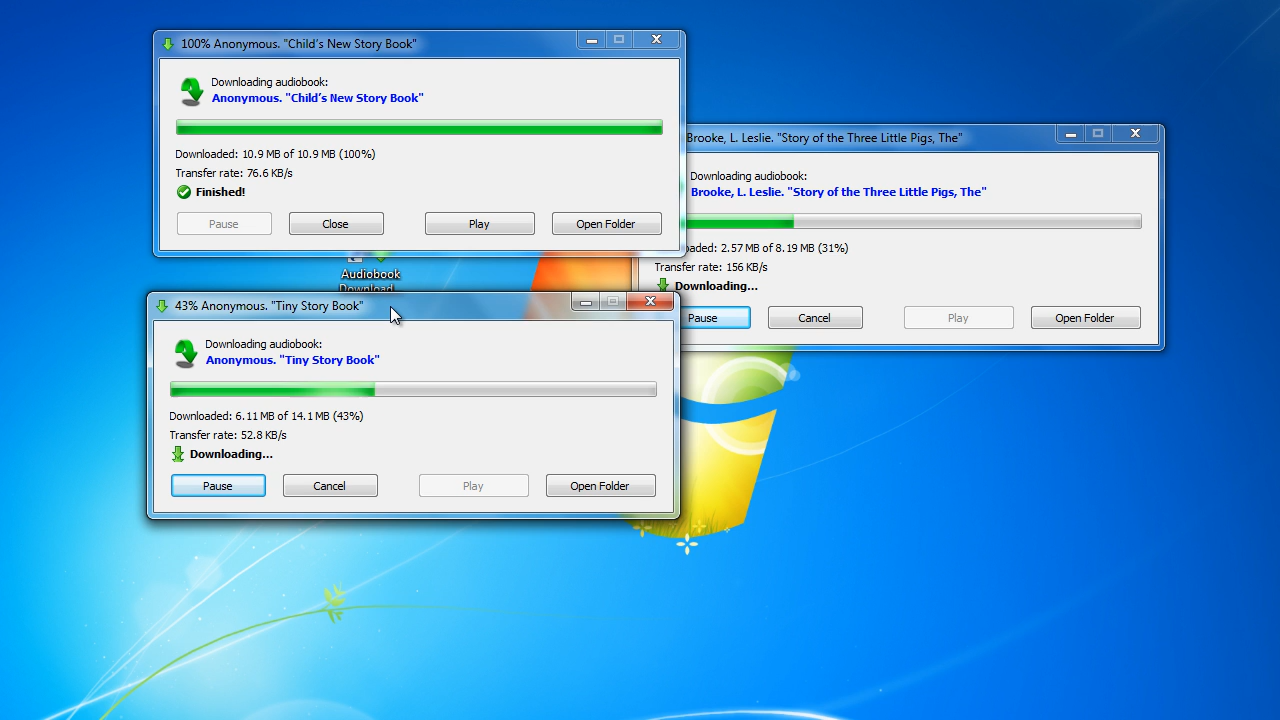 100% Anonymous. "Child's New Story Book"
Downloading audiobook:
Anonymous. "Child's New Story Book"
Downloaded: 10.9 MB of 10.9 MB (100%)
Transfer rate: 76.6 KB/s
Finished!
Pause Close Play Open Folder
Brooke, L. Leslie. "Story of the Three Little Pigs, The"
Downloading audiobook:
Brooke, L. Leslie. "Story of the Three Little Pigs, The"
oaded: 2.57 MB of 8.19 MB (31%)
Transfer rate: 156 KB/s
Downloading...
Pause Cancel Play Open Folder
Audiobook
Download
43% Anonymous. "Tiny Story Book"
Downloading audiobook:
Anonymous. "Tiny Story Book"
Downloaded: 6.11 MB of 14.1 MB (43%)
Transfer rate: 52.8 KB/s
Downloading...
Pause Cancel Play Open Folder